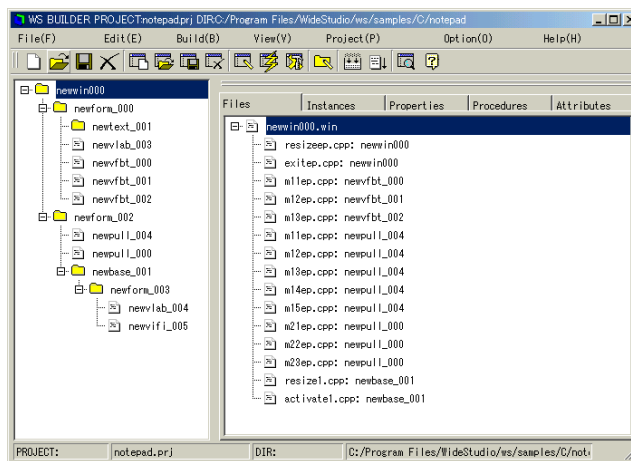 WS BUILDER PROJECT:notepad.prj DIR:C:/Program Files/WideStudio/ws/samples/C/notepad
File(F) Edit(E) Build(B) View(V) Project(P) Option(O) Help(H)
newwin000
newform_000
newtext_001
newvlab_003
newvfbt_000
newvfbt_001
newvfbt_002
newform_002
newpull_004
newpull_000
newbase_001
newform_003
newvlab_004
newvifi_005
Files Instances Properties Procedures Attributes
newwin000.win
resizeep.cpp: newwin000
exitep.cpp: newwin000
m11ep.cpp: newvfbt_000
m12ep.cpp: newvfbt_001
m13ep.cpp: newvfbt_002
m11ep.cpp: newpull_004
m12ep.cpp: newpull_004
m13ep.cpp: newpull_004
m14ep.cpp: newpull_004
m15ep.cpp: newpull_004
m21ep.cpp: newpull_000
m22ep.cpp: newpull_000
m23ep.cpp: newpull_000
resize1.cpp: newbase_001
activate1.cpp: newbase_001
PROJECT: notepad.prj DIR: C:/Program Files/WideStudio/ws/samples/C/not